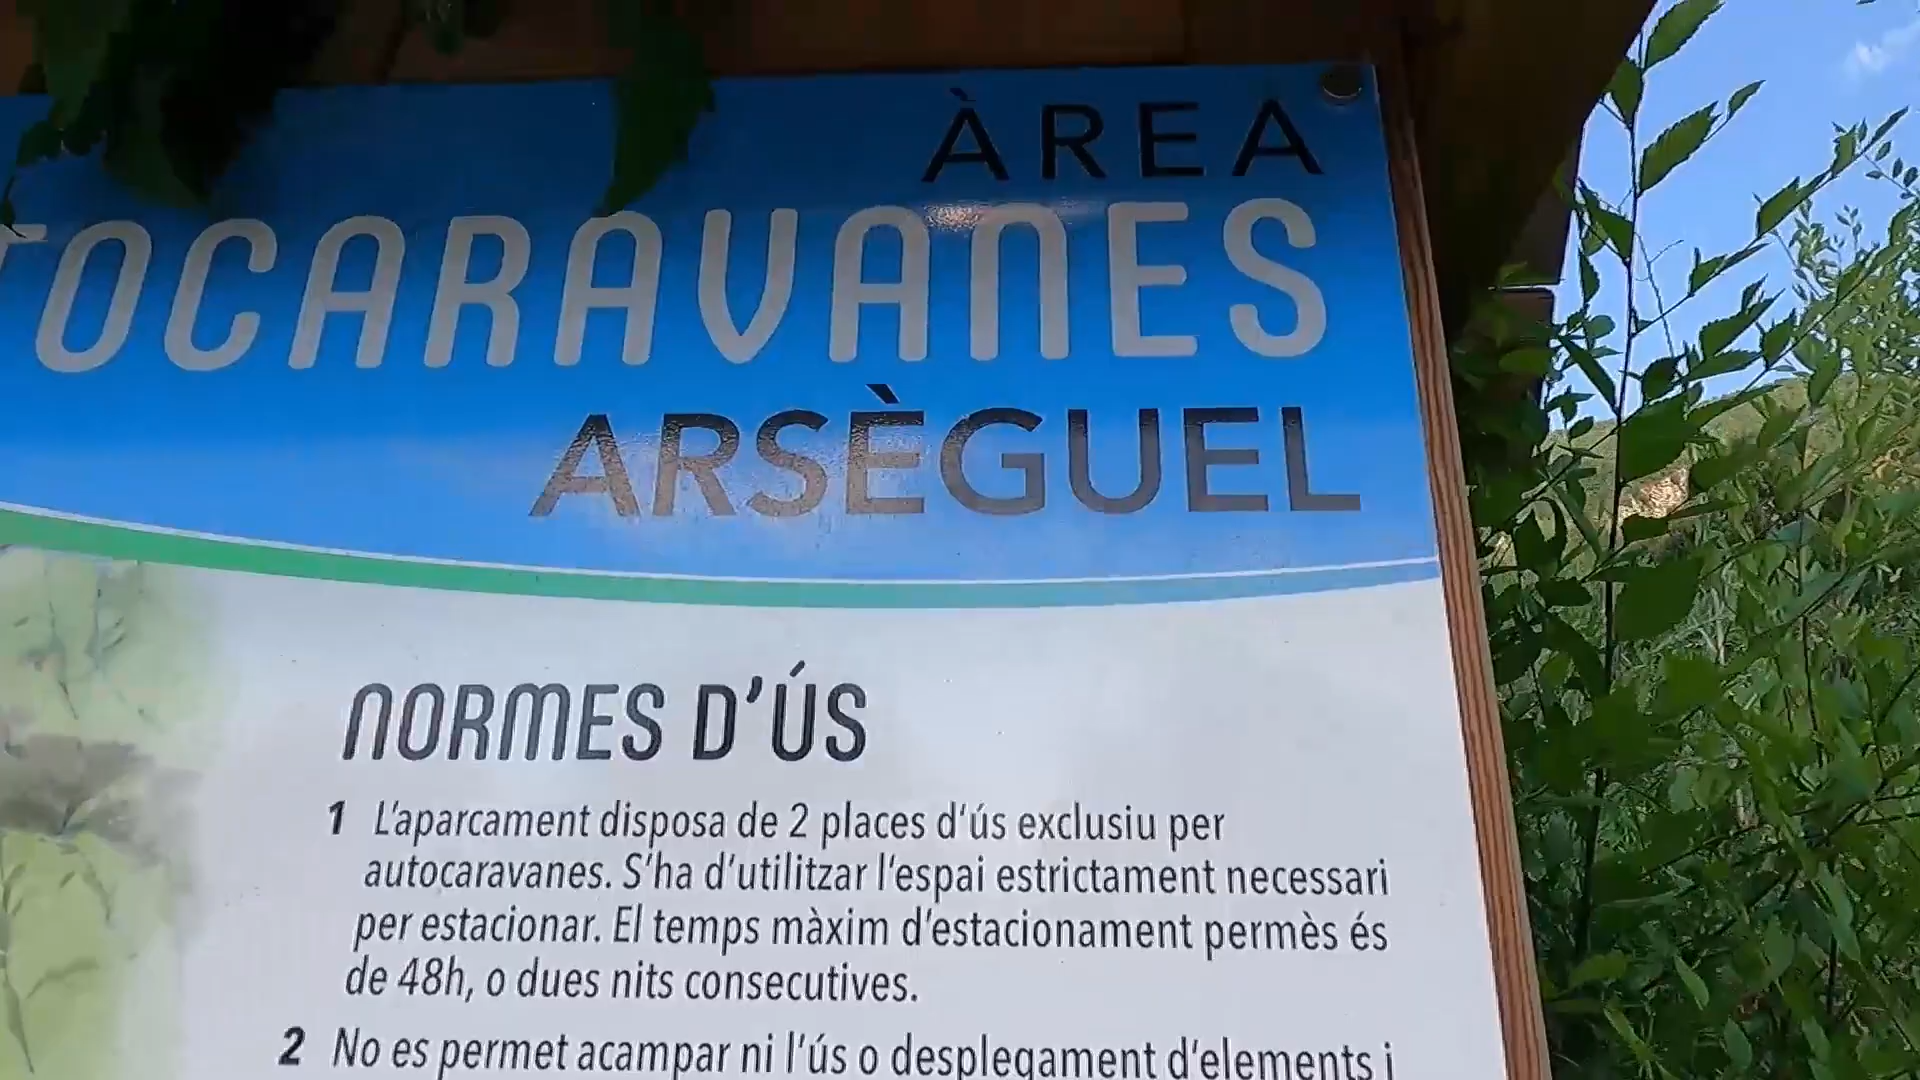 ÀREA
TOCARAVANES
ARSÈGUEL
NORMES D'ÚS
1 L'aparcament disposa de 2 places d'ús exclusiu per
autocaravanes. S'ha d'utilitzar l'espai estrictament necessari
per estacionar. El temps màxim d'estacionament permès és
de 48h, o dues nits consecutives.
2 No es permet acampar ni l'ús o desplegament d'elements i